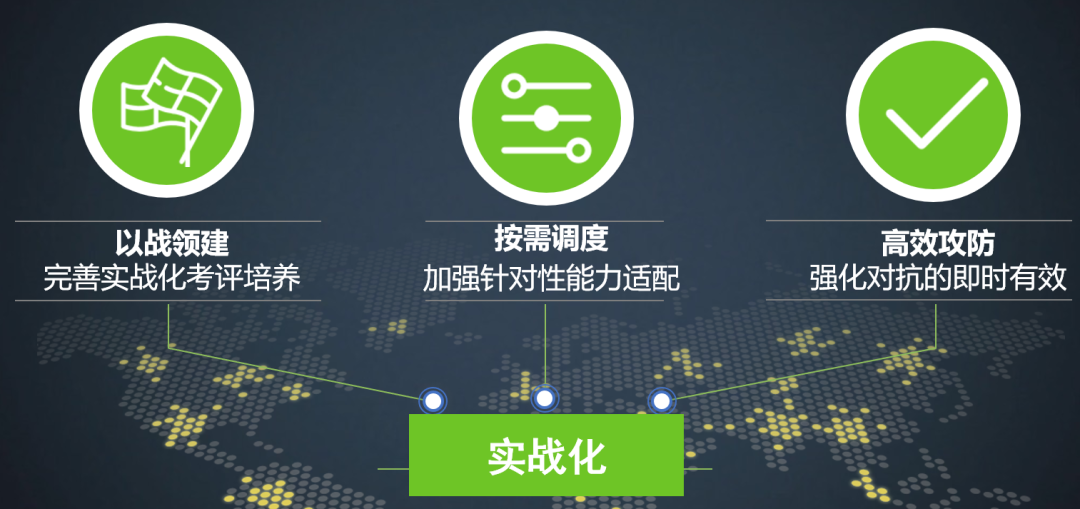 以战领建
完善实战化考评培养
按需调度
加强针对性能力适配
高效攻防
强化对抗的即时有效
实战化